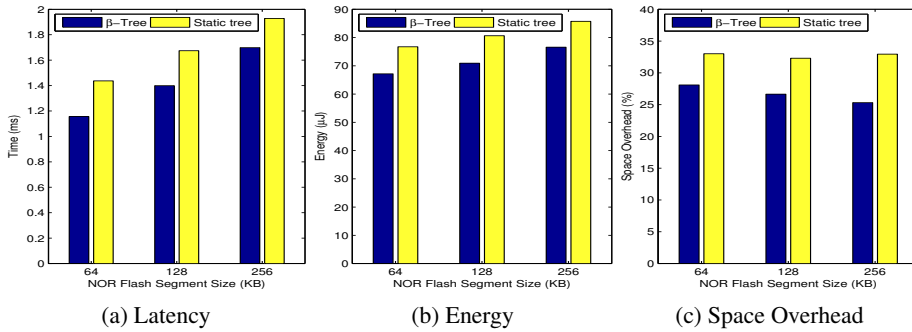 β−Tree Static tree
2
1.8
1.6
1.4
1.2
1
0.8
0.6
0.4
0.2
0
Time (ms)
64 128 256
NOR Flash Segment Size (KB)
(a) Latency
β−Tree Static tree
90
80
70
60
50
40
30
20
10
0
Energy (μJ)
64 128 256
NOR Flash Segment Size (KB)
(b) Energy
β−Tree Static tree
40
35
30
25
20
15
10
5
0
Space Overhead (%)
64 128 256
NOR Flash Segment Size (KB)
(c) Space Overhead